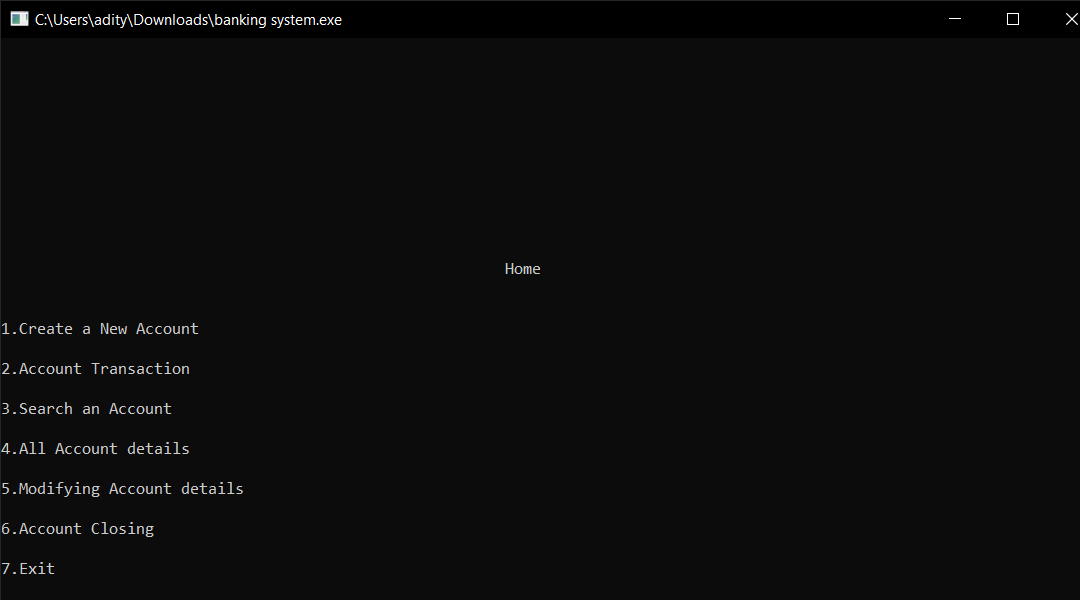 C:\Users\adity\Downloads\banking system.exe
Home
1.Create a New Account
2.Account Transaction
3.Search an Account
4.All Account details
5.Modifying Account details
6.Account Closing
7.Exit